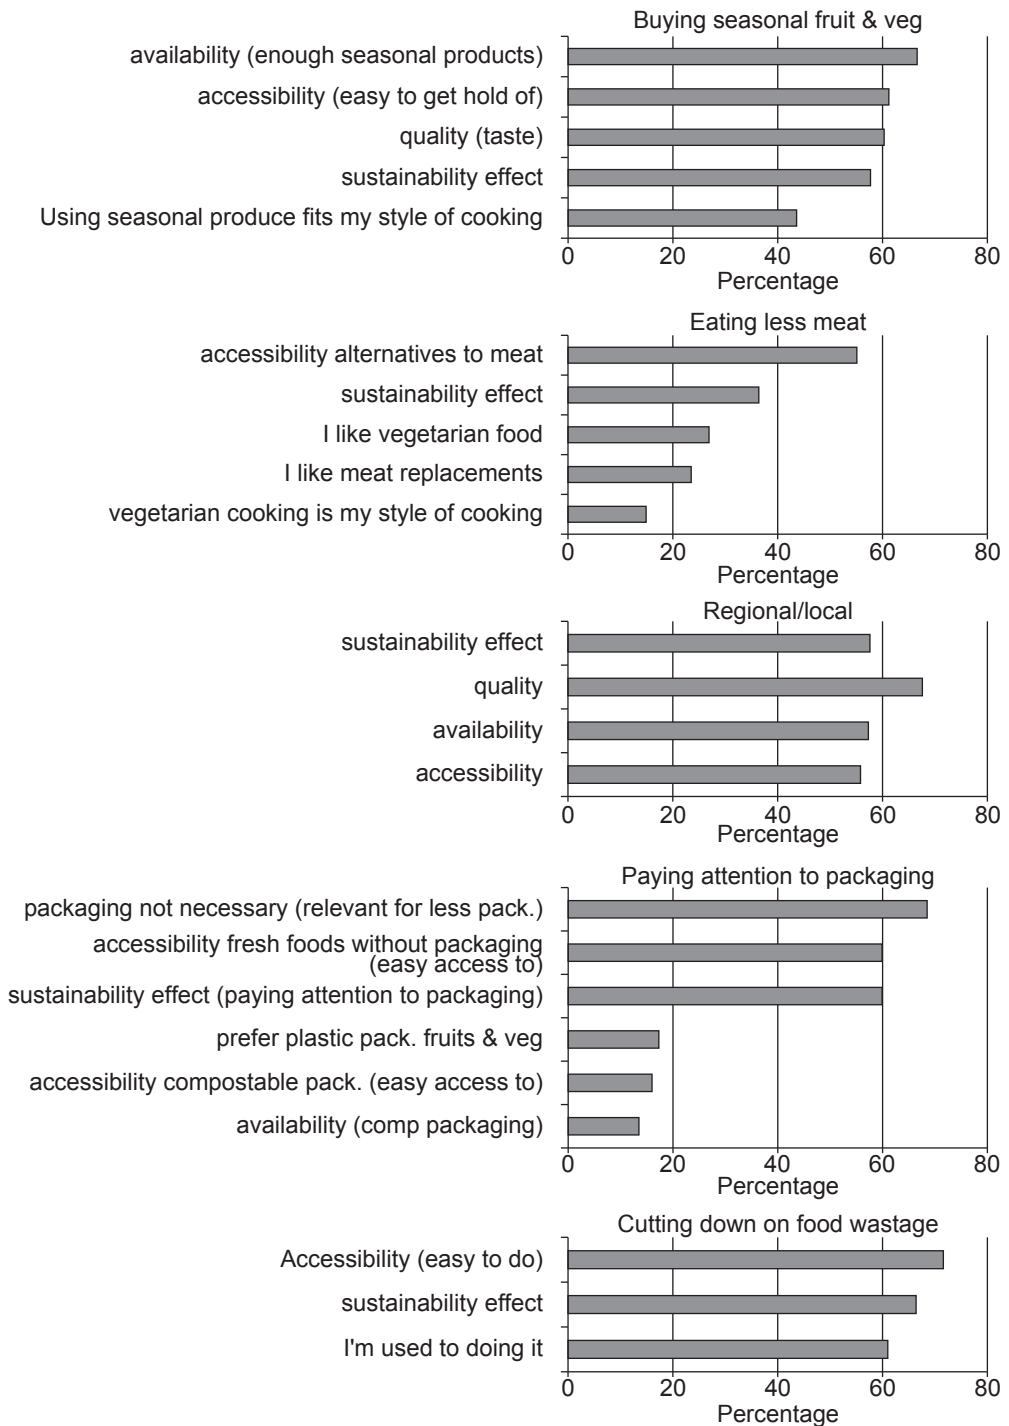 Buying seasonal fruit & veg
availability (enough seasonal products)
accessibility (easy to get hold of)
quality (taste)
sustainability effect
Using seasonal produce fits my style of cooking
0 20 40 60 80
Percentage
Eating less meat
accessibility alternatives to meat
sustainability effect
I like vegetarian food
I like meat replacements
vegetarian cooking is my style of cooking
0 20 40 60 80
Percentage
Regional/local
sustainability effect
quality
availability
accessibility
0 20 40 60 80
Percentage
Paying attention to packaging
packaging not necessary (relevant for less pack.)
accessibility fresh foods without packaging
(easy access to)
sustainability effect (paying attention to packaging)
prefer plastic pack. fruits & veg
accessibility compostable pack. (easy access to)
availability (comp packaging)
0 20 40 60 80
Percentage
Cutting down on food wastage
Accessibility (easy to do)
sustainability effect
I'm used to doing it
0 20 40 60 80
Percentage